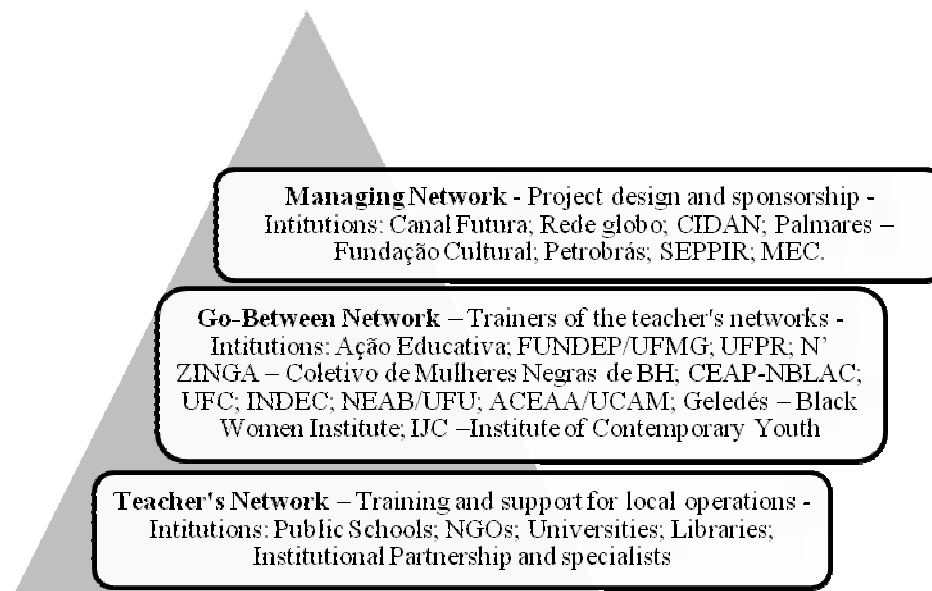 Managing Network - Project design and sponsorship -
Intitutions: Canal Futura; Rede globo; CIDAN; Palmares –
Fundação Cultural; Petrobrás; SEPPIR; MEC.
Go-Between Network – Trainers of the teacher's networks -
Intitutions: Ação Educativa; FUNDEP/UFMG; UFPR; N'
ZINGA – Coletivo de Mulheres Negras de BH; CEAP-NBLAC;
UFC; INDEC; NEAB/UFU; ACEAA/UCAM; Geledés – Black
Women Institute; IJC –Institute of Contemporary Youth
Teacher's Network – Training and support for local operations -
Intitutions: Public Schools; NGOs; Universities; Libraries;
Institutional Partnership and specialists